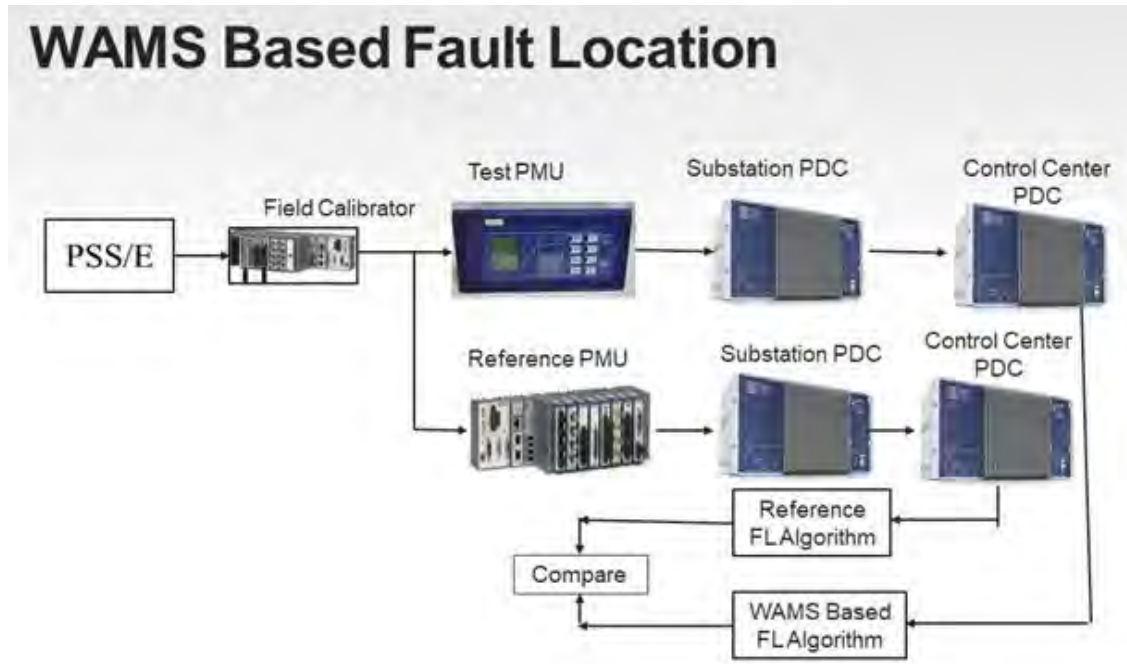 WAMS Based Fault Location
Test PMU
Substation PDC
Control Center
PDC
Field Calibrator
PSS/E
Reference PMU
Substation PDC
Control Center
PDC
Reference
FL Algorithm
Compare
WAMS Based
FL Algorithm